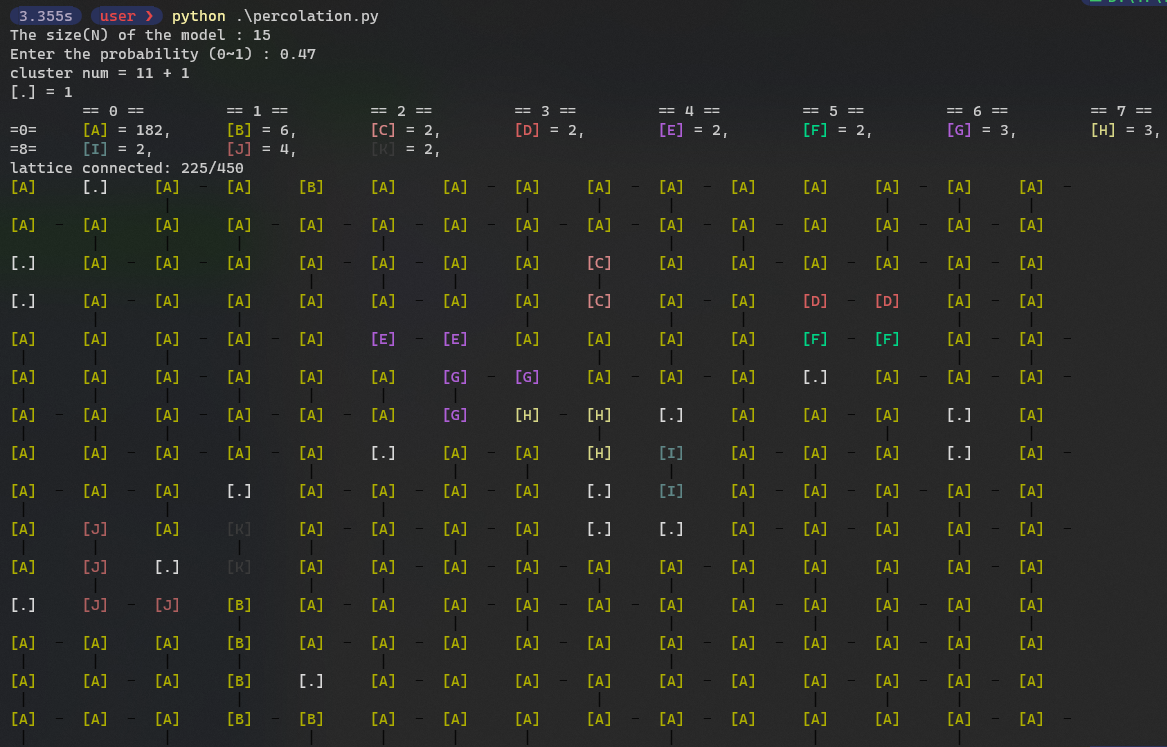 3.355s user ❯ python .\percolation.py
The size(N) of the model : 15
Enter the probability (0~1) : 0.47
cluster num = 11 + 1
[.] = 1
== 0 == == 1 == == 2 == == 3 == == 4 == == 5 == == 6 == == 7 ==
=0= [A] = 182, [B] = 6, [C] = 2, [D] = 2, [E] = 2, [F] = 2, [G] = 3, [H] = 3,
=8= [I] = 2, [J] = 4, [K] = 2,
lattice connected: 225/450
[A] [.] [A] - [A] [B] [A] [A] - [A] - [A] - [A] - [A] [A] - [A] - [A] [A] -
[A] - [A] - [A] [A] - [A] [A] - [A] [A] - [A] - [A] - [A] - [A] [A] [A] - [A]
[.] [A] - [A] - [A] [A] - [A] - [A] [A] [C] [A] [A] - [A] - [A] - [A] - [A]
[.] [A] - [A] - [A] [A] - [A] - [A] - [A] [C] [A] - [A] [D] - [D] [A] - [A]
[A] [A] - [A] - [A] - [A] [E] - [E] [A] [A] [A] - [A] [F] - [F] [A] - [A] -
[A] [A] [A] - [A] [A] - [A] [G] - [G] [A] - [A] - [A] [.] [A] - [A] - [A] -
[A] - [A] - [A] - [A] - [A] - [A] [G] [H] - [H] [.] [A] [A] - [A] [.] [A]
[A] [A] - [A] - [A] - [A] [.] [A] - [A] [H] [I] [A] - [A] - [A] [.] [A] -
[A] - [A] - [A] [.] [A] - [A] [A] - [A] [.] [I] [A] - [A] - [A] - [A] - [A]
[A] [J] [A] [K] [A] - [A] - [A] - [A] [.] [.] [A] - [A] - [A] [A] - [A] -
[A] [J] [.] [K] [A] - [A] - [A] - [A] - [A] [A] [A] [A] - [A] - [A] - [A]
[.] [J] - [J] [B] [A] - [A] - [A] - [A] - [A] - [A] - [A] - [A] - [A] - [A] - [A]
[A] [A] - [A] [B] [A] [A] - [A] [A] - [A] [A] - [A] - [A] - [A] - [A] - [A]
[A] [A] - [A] [B] [.] [A] - [A] - [A] - [A] - [A] - [A] [A] - [A] - [A] - [A]
[A] - [A] - [A] [B] - [B] [A] - [A] [A] [A] - [A] - [A] [A] [A] - [A] - [A] -